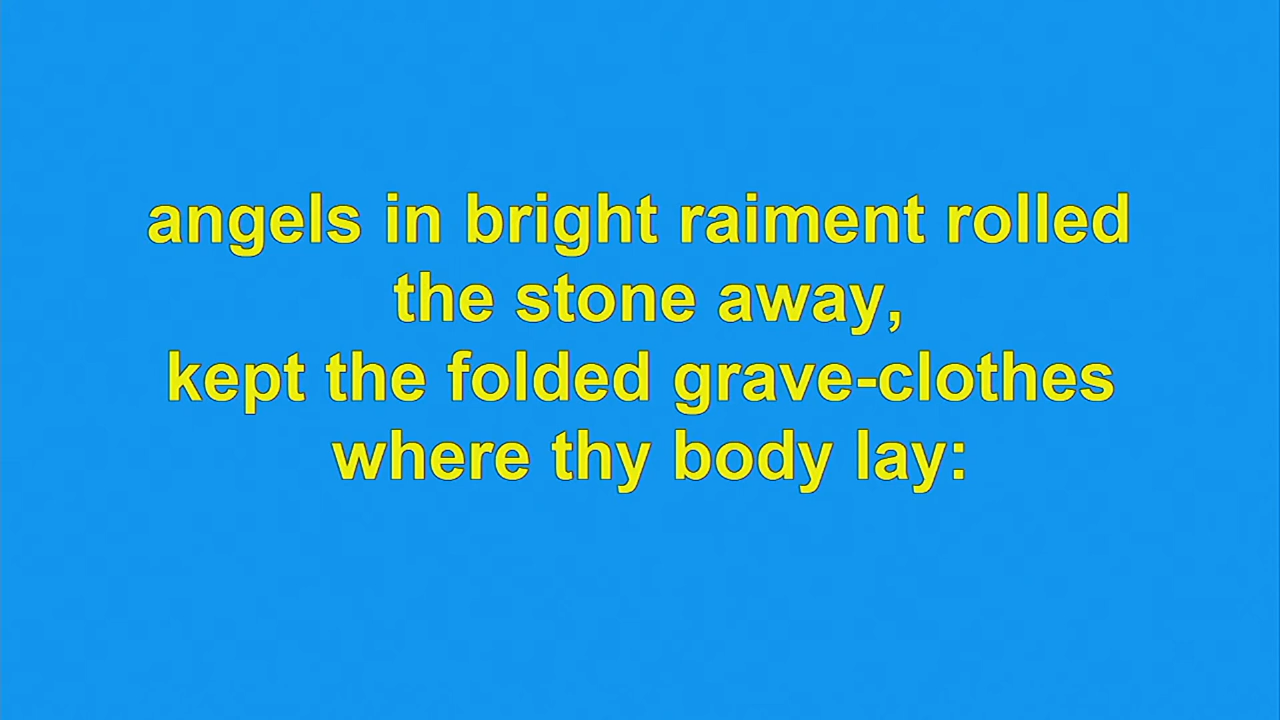 angels in bright raiment rolled
the stone away,
kept the folded grave-clothes
where thy body lay: